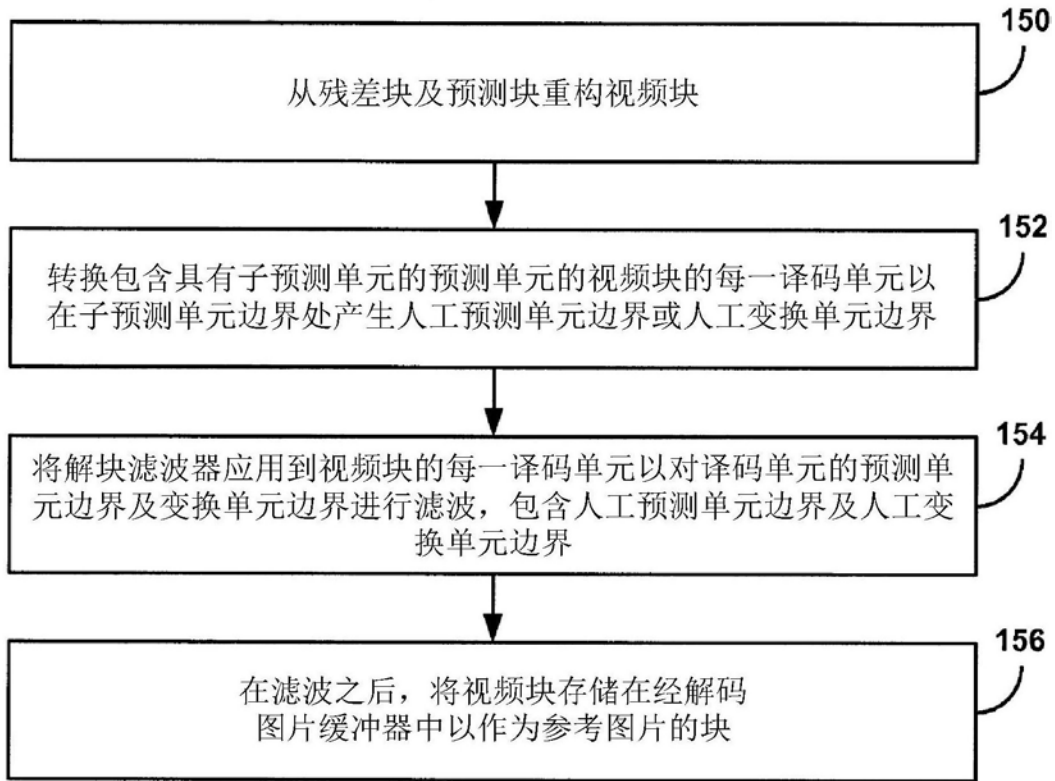 150
从残差块及预测块重构视频块
152
转换包含具有子预测单元的预测单元的视频块的每一译码单元以
在子预测单元边界处产生人工预测单元边界或人工变换单元边界
154
将解块滤波器应用到视频块的每一译码单元以对译码单元的预测单
元边界及变换单元边界进行滤波，包含人工预测单元边界及人工变
换单元边界
156
在滤波之后，将视频块存储在经解码
图片缓冲器中以作为参考图片的块